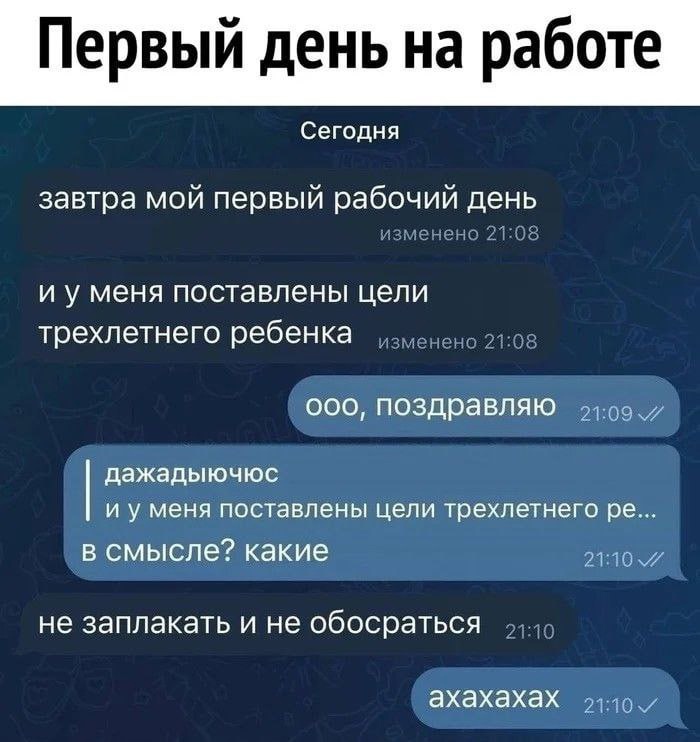 Первый день на работе
Сегодня
завтра мой первый рабочий день
изменено 21:08
и у меня поставлены цели
трехлетнего ребенка изменено 21:08
ооо, поздравляю 21:09
дажадыючюс
и у меня поставлены цели трехлетнего ре...
в смысле? какие 21:10
не заплакать и не обосраться 21:10
ахахахах 21:10